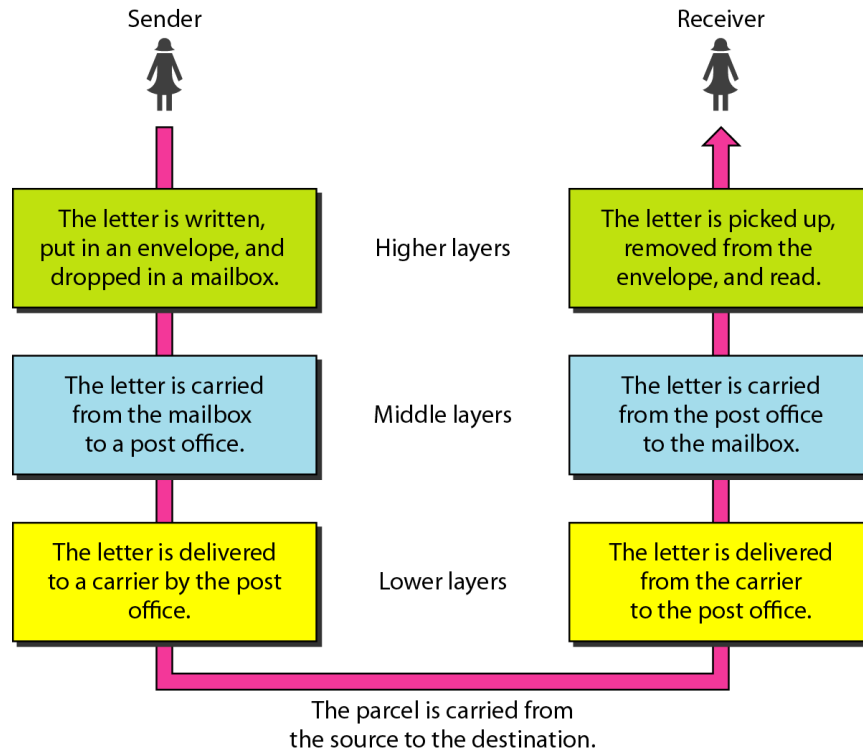 Sender
Receiver
The letter is written,
put in an envelope, and
dropped in a mailbox.
Higher layers
The letter is picked up,
removed from the
envelope, and read.
The letter is carried
from the mailbox
to a post office.
Middle layers
The letter is carried
from the post office
to the mailbox.
The letter is delivered
to a carrier by the post
office.
Lower layers
The letter is delivered
from the carrier
to the post office.
The parcel is carried from
the source to the destination.